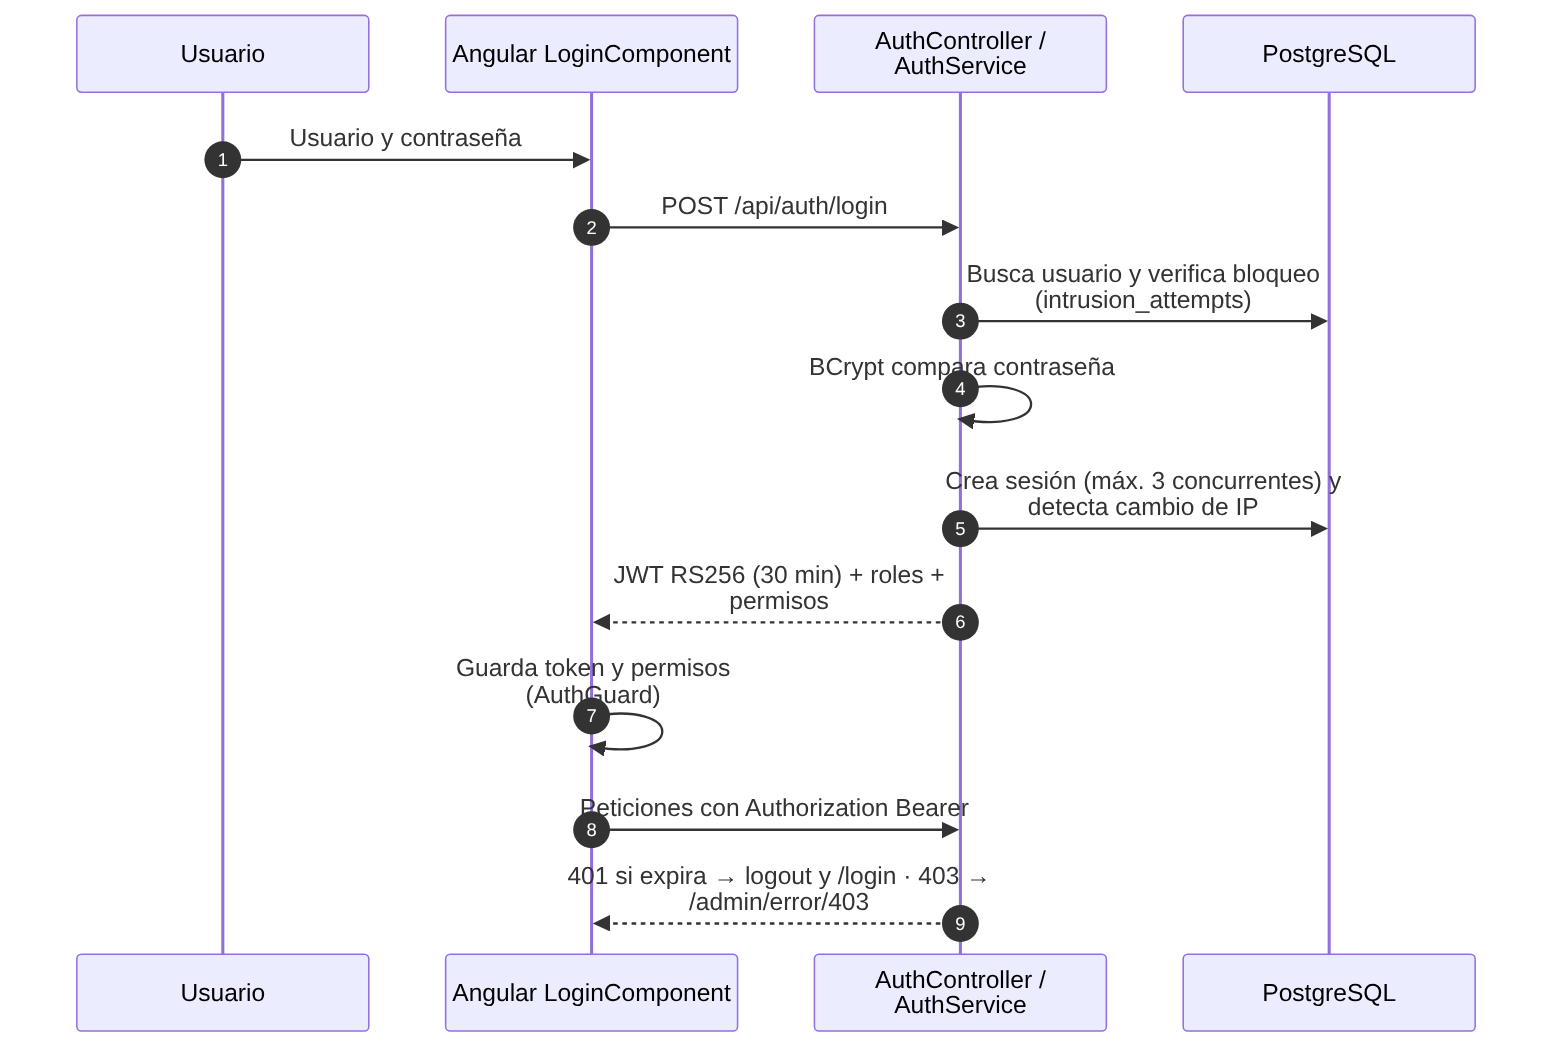 Usuario
Angular LoginComponent
AuthController /
AuthService
PostgreSQL
Usuario y contraseña
1
POST /api/auth/login
2
Busca usuario y verifica bloqueo
(intrusion_attempts)
3
BCrypt compara contraseña
4
Crea sesión (máx. 3 concurrentes) y
detecta cambio de IP
5
JWT RS256 (30 min) + roles +
permisos
6
Guarda token y permisos
(AuthGuard)
7
Peticiones con Authorization Bearer
8
401 si expira → logout y /login · 403 →
/admin/error/403
9
Usuario
Angular LoginComponent
AuthController /
AuthService
PostgreSQL